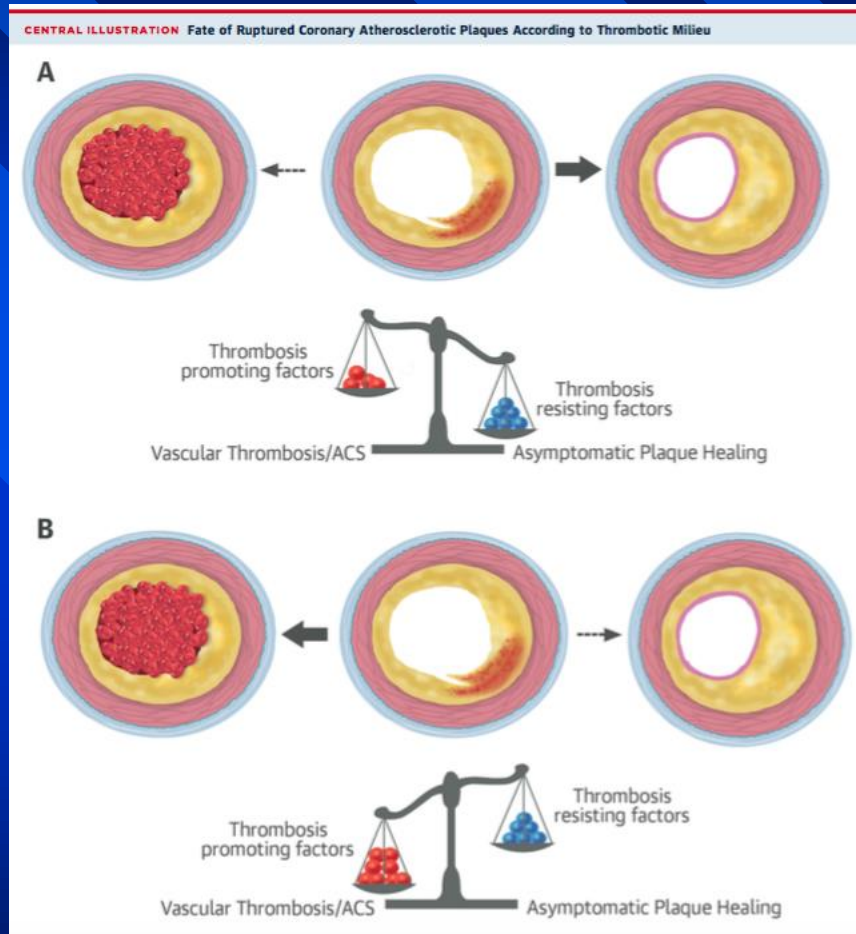 CENTRAL ILLUSTRATION Fate of Ruptured Coronary Atherosclerotic Plaques According to Thrombotic Milieu
A
Thrombosis
promoting factors
Thrombosis
resisting factors
Vascular Thrombosis/ACS
Asymptomatic Plaque Healing
B
Thrombosis
resisting factors
Thrombosis
promoting factors
Vascular Thrombosis/ACS
Asymptomatic Plaque Healing